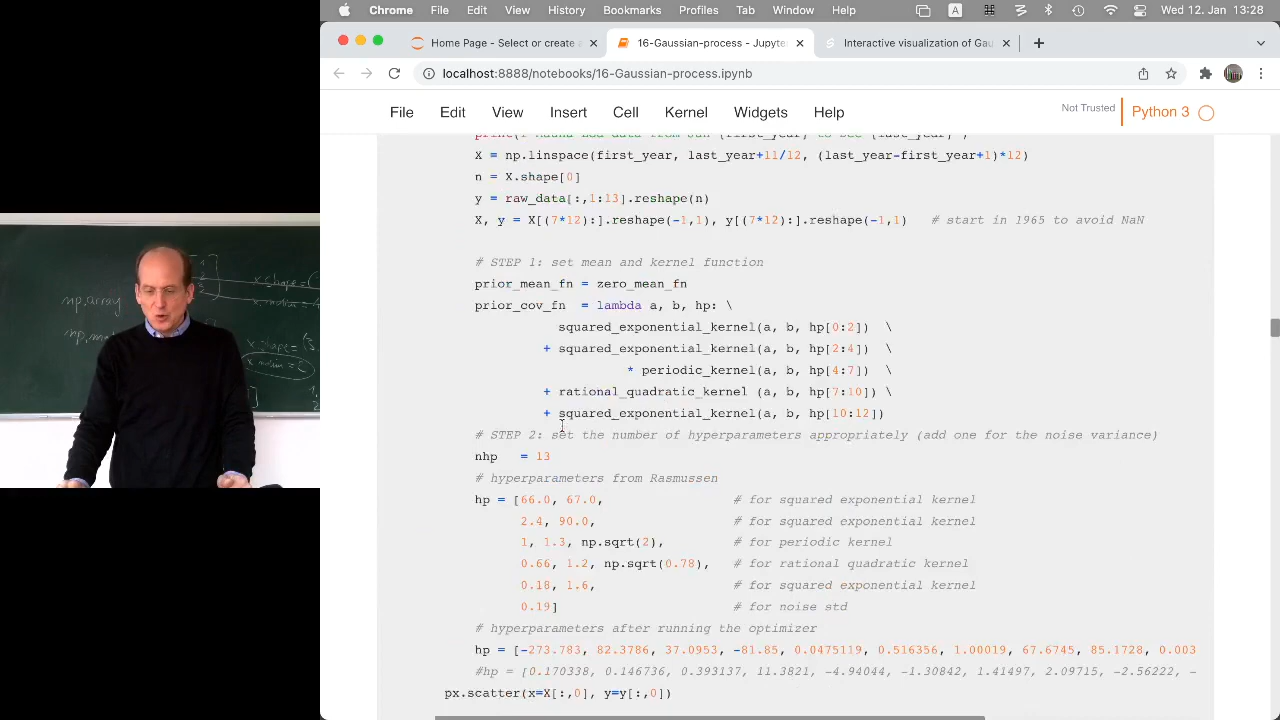 Chrome File Edit View History Bookmarks Profiles Tab Window Help A Wed 12. Jan 13:28
Home Page - Select or create a 16-Gaussian-process - Jupyte Interactive visualization of Gau
localhost:8888/notebooks/16-Gaussian-process.ipynb
File Edit View Insert Cell Kernel Widgets Help Not Trusted Python 3
X = np.linspace(first_year, last_year+11/12, (last_year-first_year+1)*12)
n = X.shape[0]
y = raw_data[:,1:13].reshape(n)
X, y = X[(7*12):].reshape(-1,1), y[(7*12):].reshape(-1,1) # start in 1965 to avoid NaN
# STEP 1: set mean and kernel function
prior_mean_fn = zero_mean_fn
prior_cov_fn = lambda a, b, hp: \
squared_exponential_kernel(a, b, hp[0:2]) \
+ squared_exponential_kernel(a, b, hp[2:4]) \
* periodic_kernel(a, b, hp[4:7]) \
+ rational_quadratic_kernel (a, b, hp[7:10]) \
+ squared_exponential_kernel(a, b, hp[10:12])
# STEP 2: set the number of hyperparameters appropriately (add one for the noise variance)
nhp = 13
# hyperparameters from Rasmussen
hp = [66.0, 67.0, # for squared exponential kernel
2.4, 90.0, # for squared exponential kernel
1, 1.3, np.sqrt(2), # for periodic kernel
0.66, 1.2, np.sqrt(0.78), # for rational quadratic kernel
0.18, 1.6, # for squared exponential kernel
0.19] # for noise std
# hyperparameters after running the optimizer
hp = [-273.783, 82.3786, 37.0953, -81.85, 0.0475119, 0.516356, 1.00019, 67.6745, 85.1728, 0.003
#hp = [0.170338, 0.146736, 0.393137, 11.3821, -4.94044, -1.30842, 1.41497, 2.09715, -2.56222, -
px.scatter(x=X[:,0], y=y[:,0])
np.array
x.shape